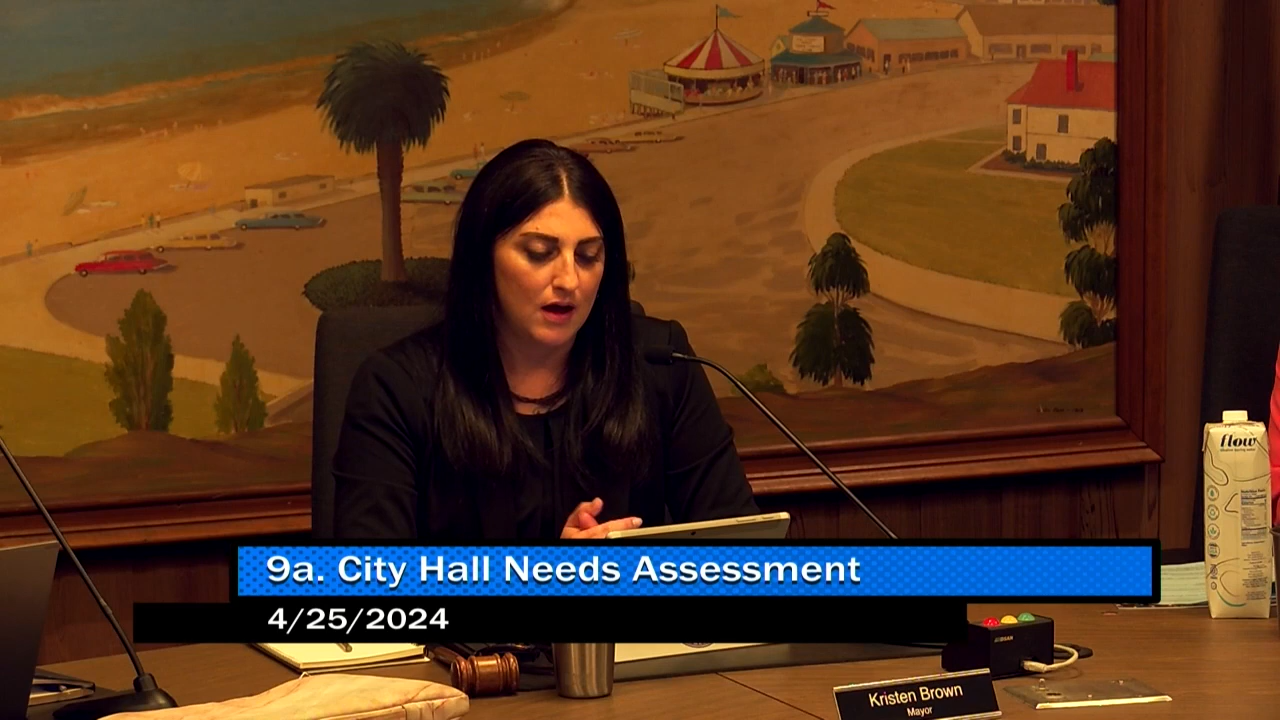 flow
9a. City Hall Needs Assessment
4/25/2024
Kristen Brown
Mayor